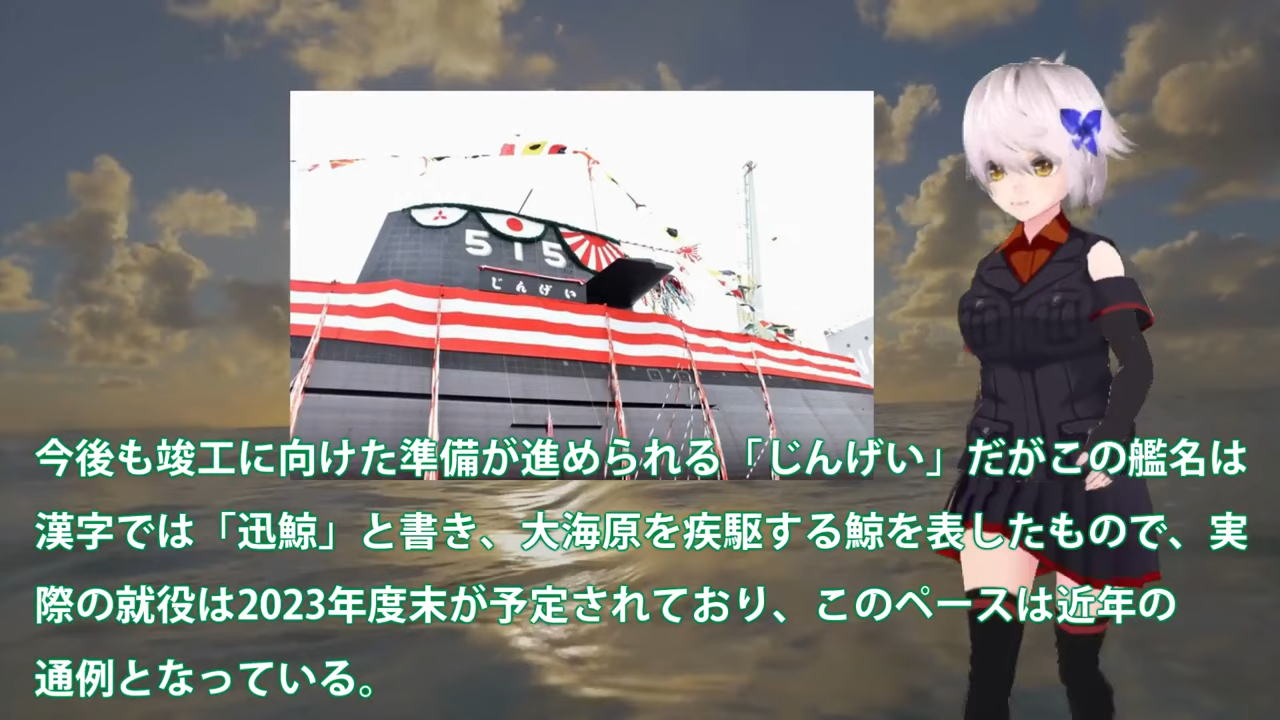 515
じんげい
今後も竣工に向けた準備が進められる「じんげい」だがこの艦名は
漢字では「迅鯨」と書き、大海原を疾駆する鯨を表したもので、実
際の就役は2023年度末が予定されており、このペースは近年の
通例となっている。